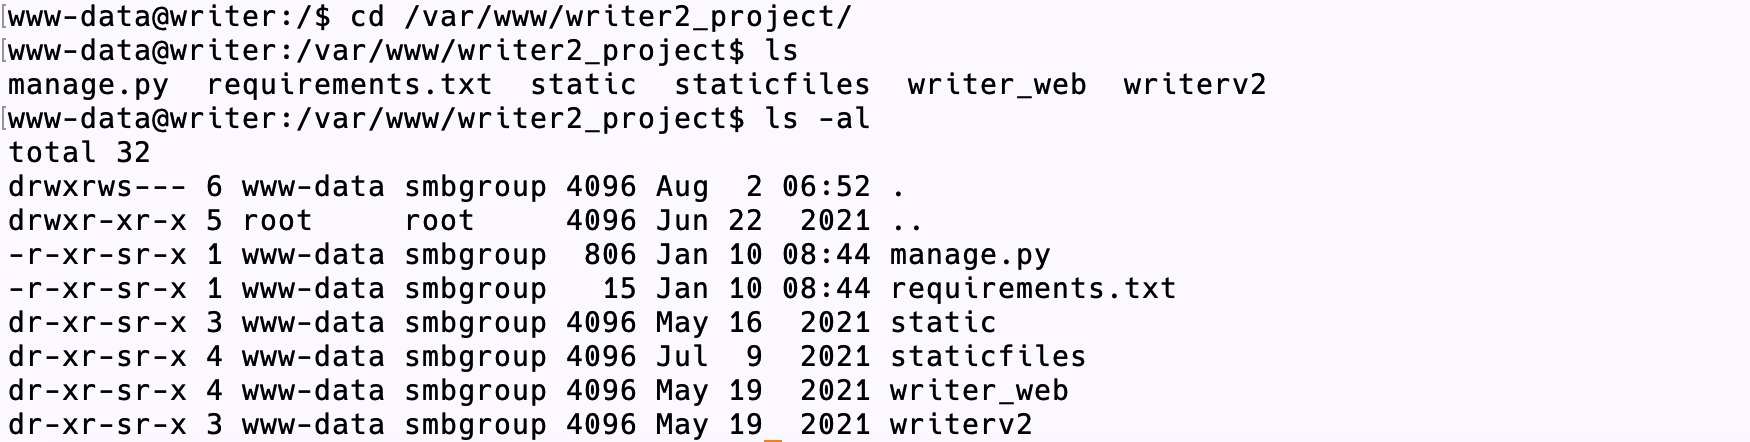 [www-data@writer:/$ cd /var/www/writer2_project/
[www-data@writer:/var/www/writer2_project$ ls
manage.py  requirements.txt  static  staticfiles  writer_web  writerv2
[www-data@writer:/var/www/writer2_project$ ls -al
total 32
drwxrws--- 6 www-data smbgroup 4096 Aug  2 06:52 .
drwxr-xr-x 5 root     root     4096 Jun 22  2021 ..
-r-xr-sr-x 1 www-data smbgroup  806 Jan 10 08:44 manage.py
-r-xr-sr-x 1 www-data smbgroup   15 Jan 10 08:44 requirements.txt
dr-xr-sr-x 3 www-data smbgroup 4096 May 16  2021 static
dr-xr-sr-x 4 www-data smbgroup 4096 Jul  9  2021 staticfiles
dr-xr-sr-x 4 www-data smbgroup 4096 May 19  2021 writer_web
dr-xr-sr-x 3 www-data smbgroup 4096 May 19  2021 writerv2